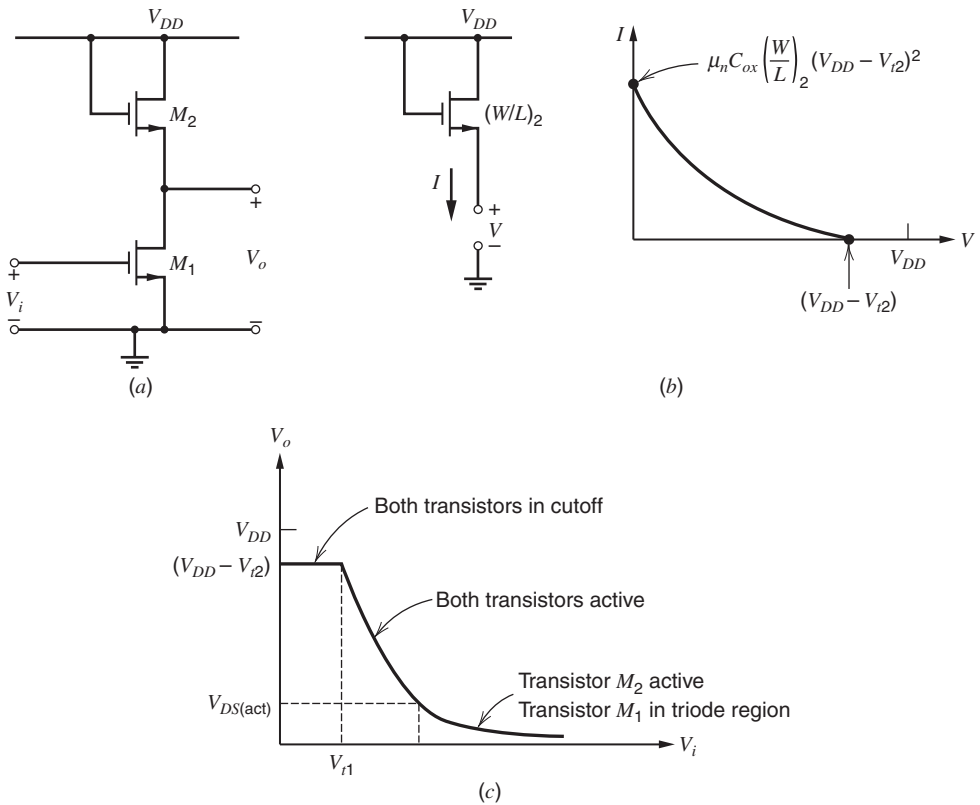 V_DD
V_DD
M_2
(W/L)_2
I
+
V
−
+
M_1
V_o
+
V_i
−
−
(a)
I
μ_n C_ox (W/L)_2 (V_DD − V_t2)^2
V_DD
V
(V_DD − V_t2)
(b)
V_o
Both transistors in cutoff
V_DD
(V_DD − V_t2)
Both transistors active
V_DS(act)
Transistor M_2 active
Transistor M_1 in triode region
V_t1
V_i
(c)